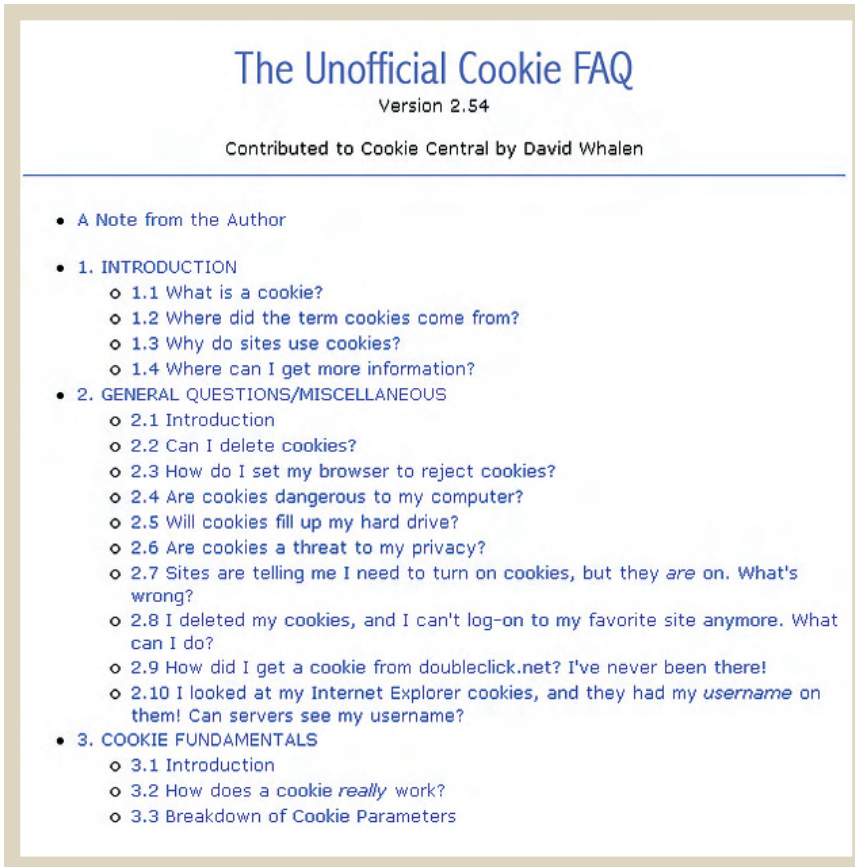 The Unofficial Cookie FAQ
Version 2.54
Contributed to Cookie Central by David Whalen
• A Note from the Author
• 1. INTRODUCTION
o 1.1 What is a cookie?
o 1.2 Where did the term cookies come from?
o 1.3 Why do sites use cookies?
o 1.4 Where can I get more information?
• 2. GENERAL QUESTIONS/MISCELLANEOUS
o 2.1 Introduction
o 2.2 Can I delete cookies?
o 2.3 How do I set my browser to reject cookies?
o 2.4 Are cookies dangerous to my computer?
o 2.5 Will cookies fill up my hard drive?
o 2.6 Are cookies a threat to my privacy?
o 2.7 Sites are telling me I need to turn on cookies, but they are on. What's
wrong?
o 2.8 I deleted my cookies, and I can't log-on to my favorite site anymore. What
can I do?
o 2.9 How did I get a cookie from doubleclick.net? I've never been there!
o 2.10 I looked at my Internet Explorer cookies, and they had my username on
them! Can servers see my username?
• 3. COOKIE FUNDAMENTALS
o 3.1 Introduction
o 3.2 How does a cookie really work?
o 3.3 Breakdown of Cookie Parameters